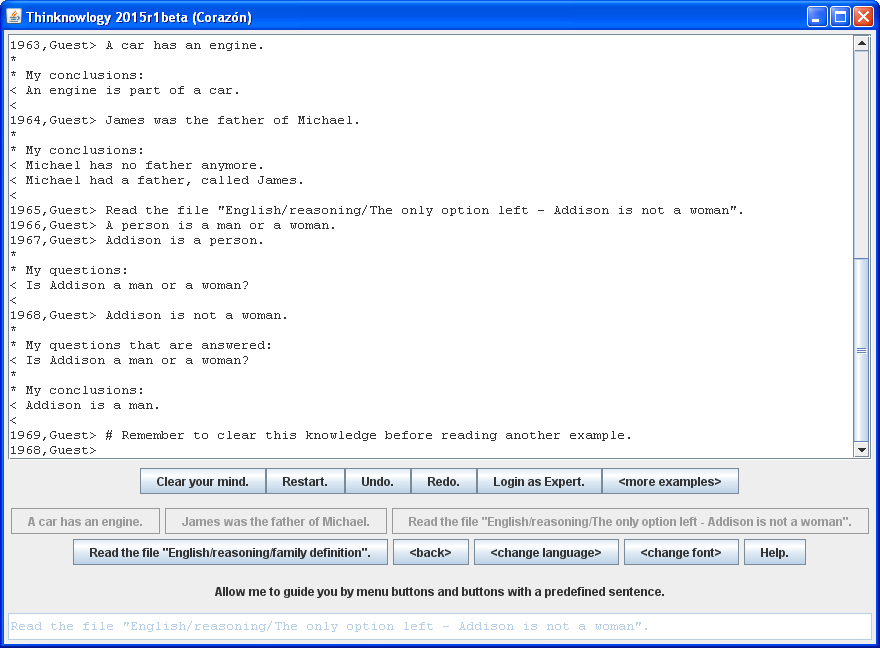 Thinknowlogy 2015r1beta (Corazón)
1963,Guest> A car has an engine.
*
* My conclusions:
< An engine is part of a car.
<
1964,Guest> James was the father of Michael.
*
* My conclusions:
< Michael has no father anymore.
< Michael had a father, called James.
<
1965,Guest> Read the file "English/reasoning/The only option left - Addison is not a woman".
1966,Guest> A person is a man or a woman.
1967,Guest> Addison is a person.
*
* My questions:
< Is Addison a man or a woman?
<
1968,Guest> Addison is not a woman.
*
* My questions that are answered:
< Is Addison a man or a woman?
*
* My conclusions:
< Addison is a man.
<
1969,Guest> # Remember to clear this knowledge before reading another example.
1968,Guest>
Clear your mind. Restart. Undo. Redo. Login as Expert. <more examples>
A car has an engine. James was the father of Michael. Read the file "English/reasoning/The only option left - Addison is not a woman".
Read the file "English/reasoning/family definition". <back> <change language> <change font> Help.
Allow me to guide you by menu buttons and buttons with a predefined sentence.
Read the file "English/reasoning/The only option left - Addison is not a woman".